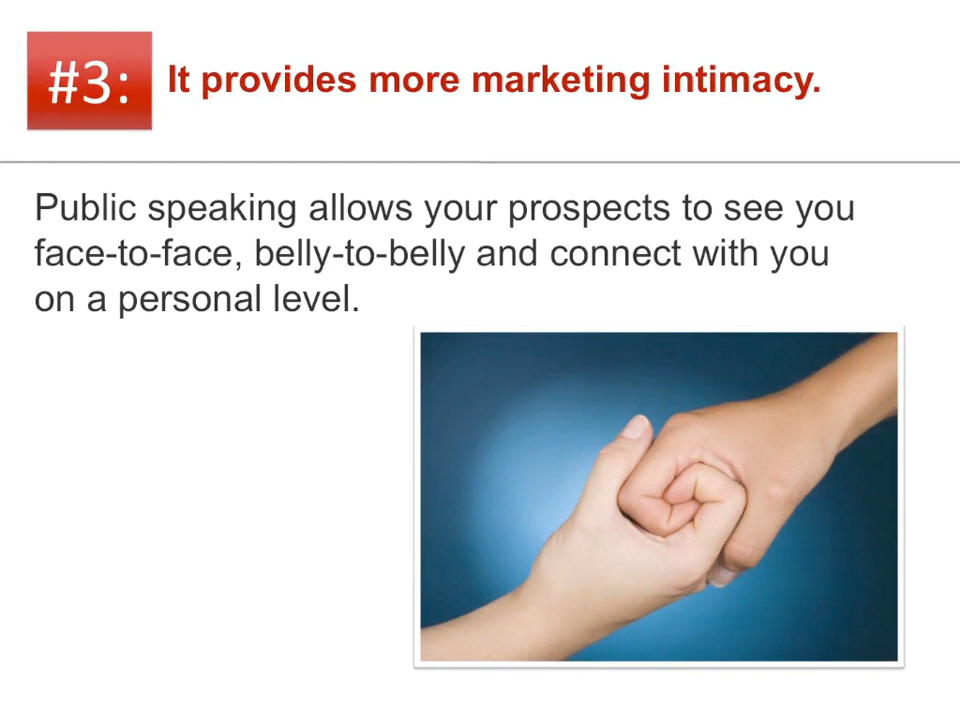 #3: It provides more marketing intimacy.
Public speaking allows your prospects to see you
face-to-face, belly-to-belly and connect with you
on a personal level.